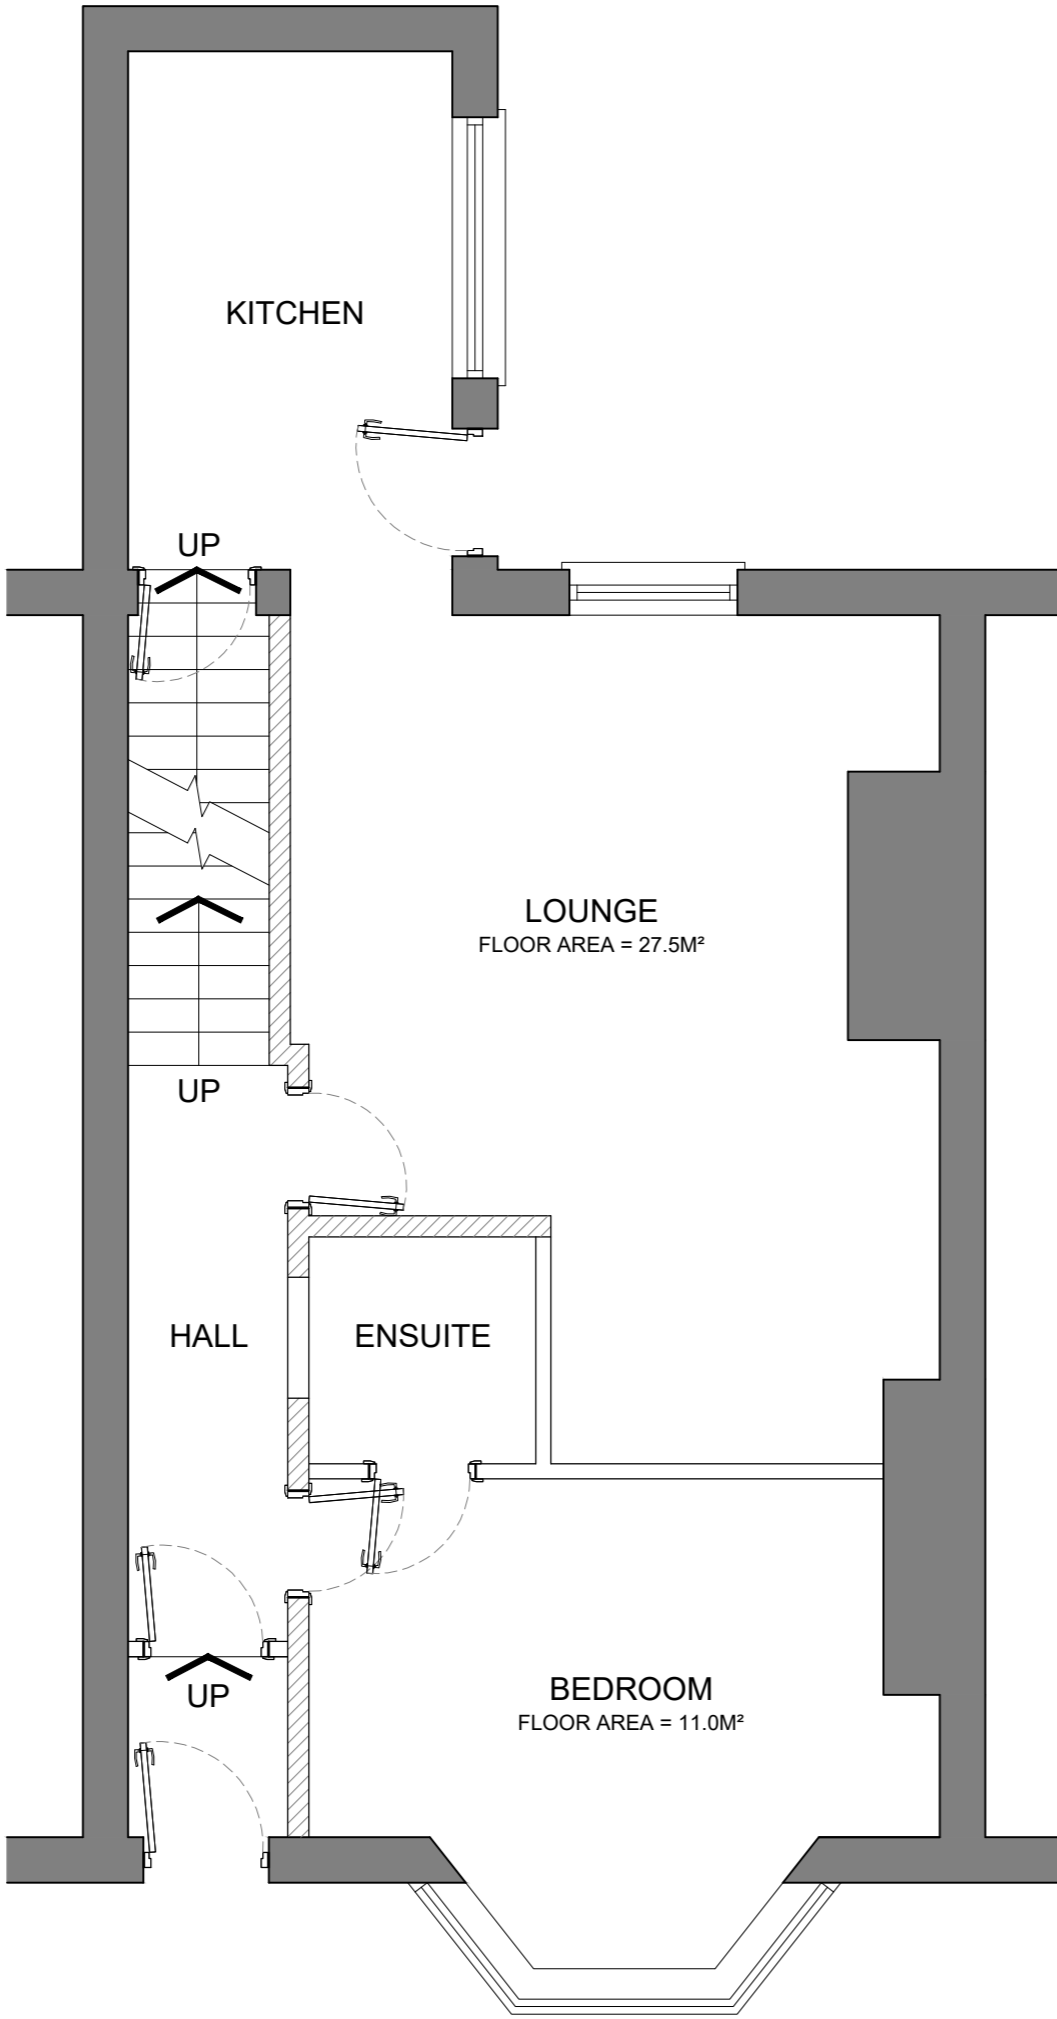 KITCHEN
UP
LOUNGE
FLOOR AREA = 27.5M²
UP
HALL
ENSUITE
BEDROOM
FLOOR AREA = 11.0M²
UP